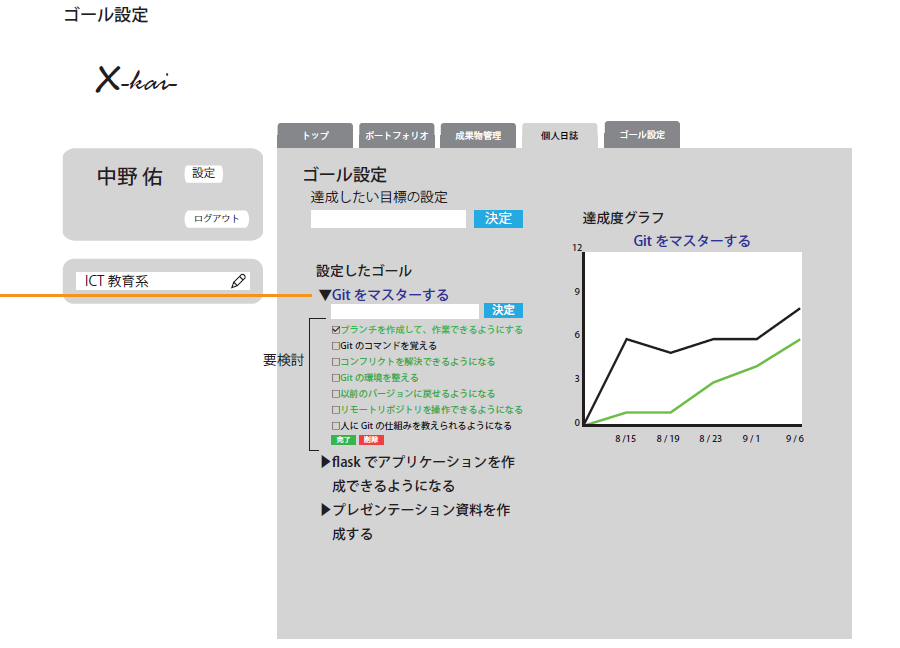 ゴール設定
X-kai-
トップ
ポートフォリオ
成果物管理
個人日誌
ゴール設定
中野 佑
設定
ログアウト
ICT 教育系
ゴール設定
達成したい目標の設定
決定
設定したゴール
▼Git をマスターする
決定
要検討
☑ブランチを作成して、作業できるようにする
□Git のコマンドを覚える
□コンフリクトを解決できるようになる
□Git の環境を整える
□以前のバージョンに戻せるようになる
□リモートリポジトリを操作できるようになる
□人に Git の仕組みを教えられるようになる
完了
削除
▶flask でアプリケーションを作
成できるようになる
▶プレゼンテーション資料を作
成する
達成度グラフ
Git をマスターする
12
9
6
3
0
8 /15
8 / 19
8 / 23
9 / 1
9 / 6